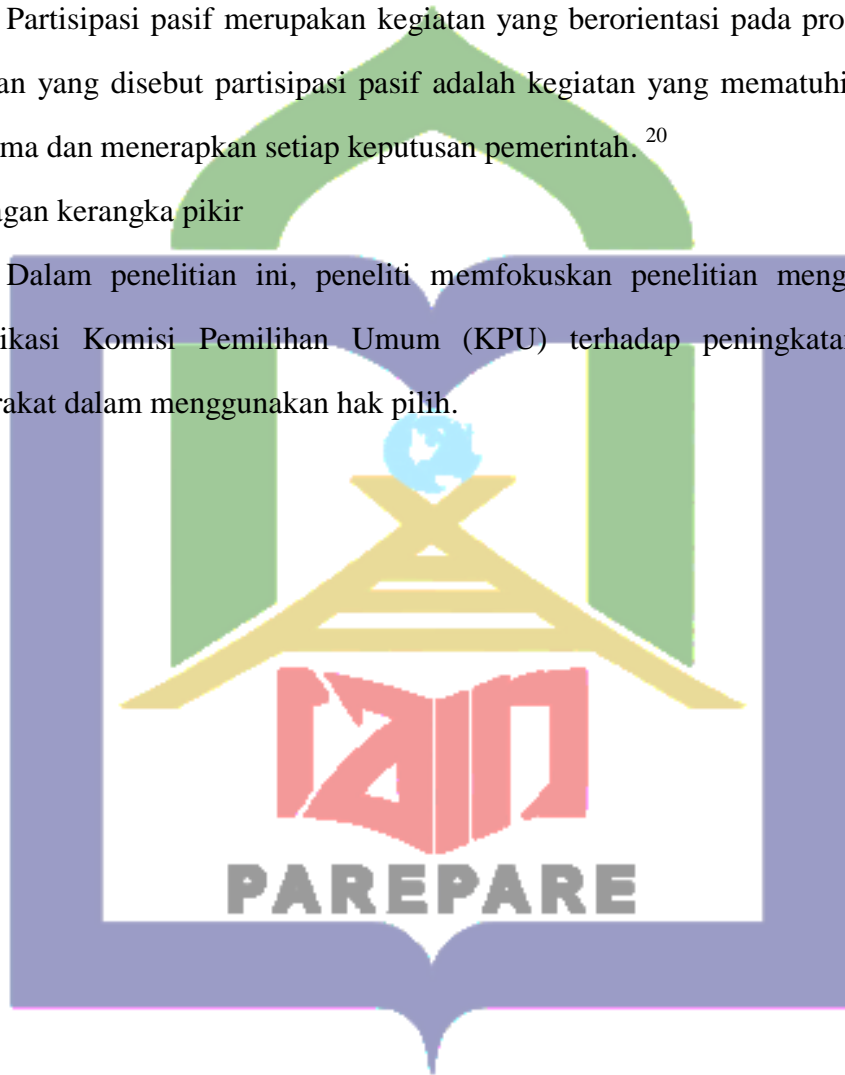 Partisipasi pasif merupakan kegiatan yang berorientasi pada pro
an yang disebut partisipasi pasif adalah kegiatan yang mematuhi
ma dan menerapkan setiap keputusan pemerintah. 20
agan kerangka pikir
Dalam penelitian ini, peneliti memfokuskan penelitian meng
ikasi Komisi Pemilihan Umum (KPU) terhadap peningkatan
rakat dalam menggunakan hak pilih.
iain
PAREPARE